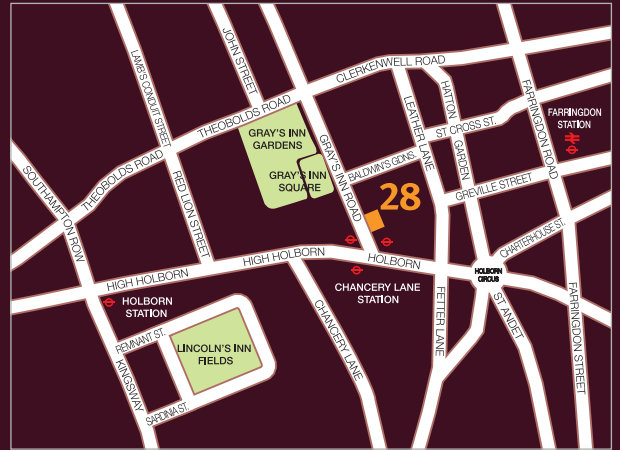 LAMB'S CONDUIT STREET
JOHN STREET
CLERKENWELL ROAD
THEOBOLDS ROAD
GRAY'S INN
GARDENS
GRAY'S INN
SQUARE
GRAY'S INN ROAD
LEATHER LANE
HATTON
GARDEN
ST CROSS ST.
FARRINGDON ROAD
FARRINGDON
STATION
BALDWIN'S GDNS.
GREVILLE STREET
SOUTHAMPTON ROW
THEOBOLDS ROAD
RED LION STREET
28
CHARTERHOUSE ST.
HIGH HOLBORN
HIGH HOLBORN
HOLBORN
HOLBORN
CIRCUS
HOLBORN
STATION
CHANCERY LANE
STATION
CHANCERY LANE
FETTER LANE
ST ANDET
FARRINGDON STREET
REMNANT ST.
LINCOLN'S INN
FIELDS
KINGSWAY
SARDINIA ST.